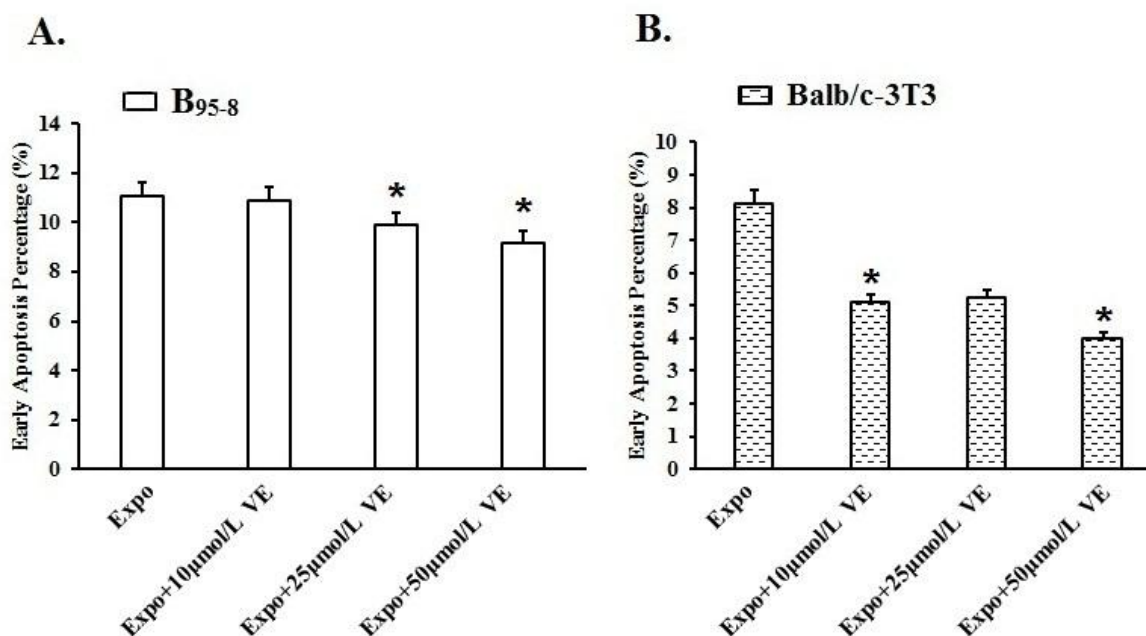 A.
B95-8
Early Apoptosis Percentage (%)
14
12
10
8
6
4
2
0
*
*
Expo
Expo+10μmol/L VE
Expo+25μmol/L VE
Expo+50μmol/L VE
B.
Balb/c-3T3
Early Apoptosis Percentage (%)
10
9
8
7
6
5
4
3
2
1
0
*
*
Expo
Expo+10μmol/L VE
Expo+25μmol/L VE
Expo+50μmol/L VE